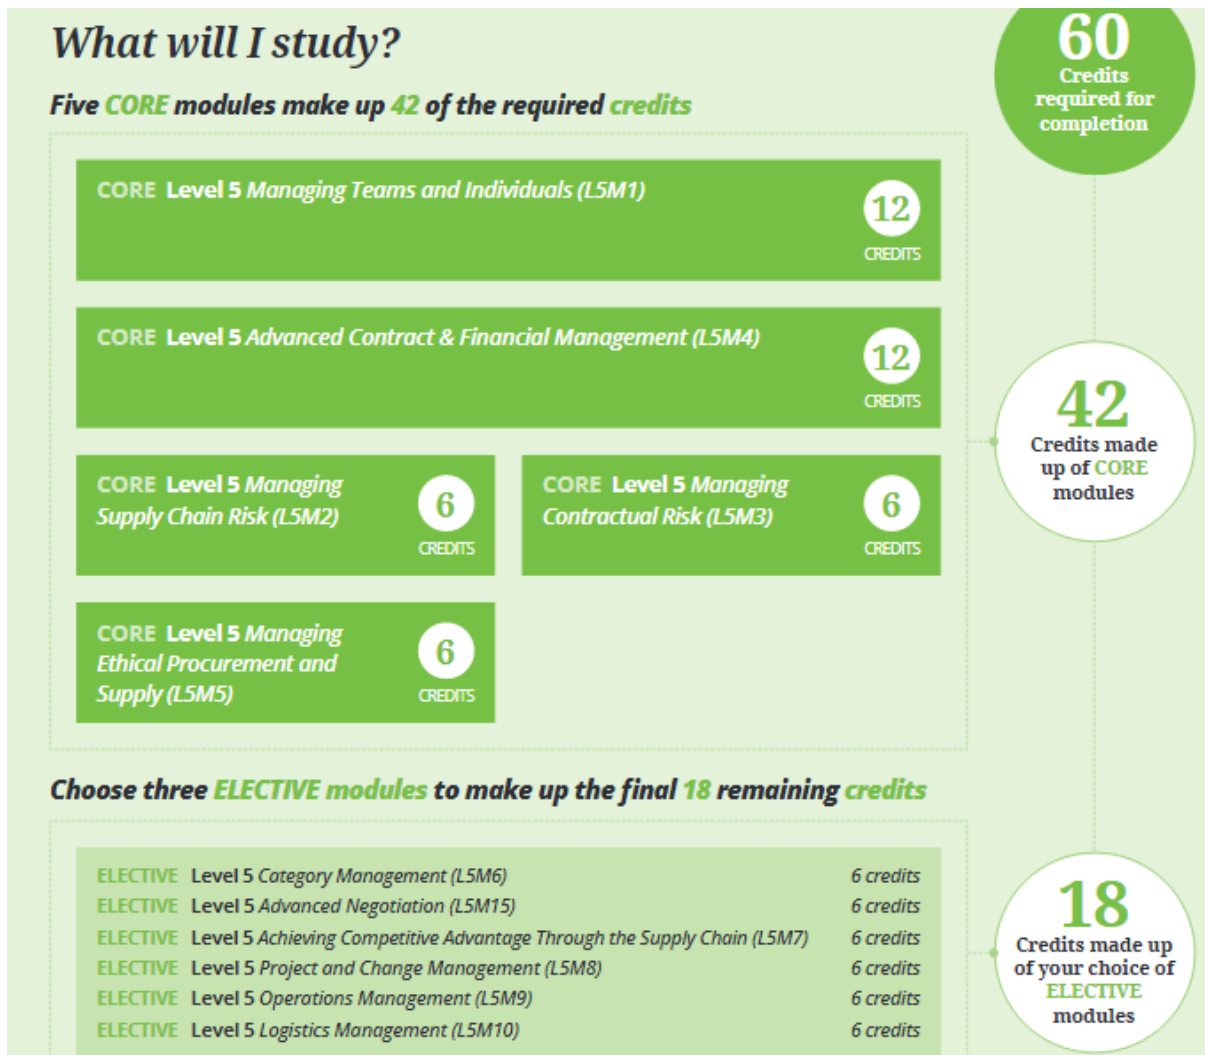 What will I study?
Five CORE modules make up 42 of the required credits
60
Credits
required for
completion
CORE Level 5 Managing Teams and Individuals (L5M1)
12
CREDITS
CORE Level 5 Advanced Contract & Financial Management (L5M4)
12
CREDITS
CORE Level 5 Managing
Supply Chain Risk (L5M2)
6
CREDITS
CORE Level 5 Managing
Contractual Risk (L5M3)
6
CREDITS
CORE Level 5 Managing
Ethical Procurement and
Supply (L5M5)
6
CREDITS
42
Credits made
up of CORE
modules
Choose three ELECTIVE modules to make up the final 18 remaining credits
ELECTIVE Level 5 Category Management (L5M6) 6 credits
ELECTIVE Level 5 Advanced Negotiation (L5M15) 6 credits
ELECTIVE Level 5 Achieving Competitive Advantage Through the Supply Chain (L5M7) 6 credits
ELECTIVE Level 5 Project and Change Management (L5M8) 6 credits
ELECTIVE Level 5 Operations Management (L5M9) 6 credits
ELECTIVE Level 5 Logistics Management (L5M10) 6 credits
18
Credits made up
of your choice of
ELECTIVE
modules